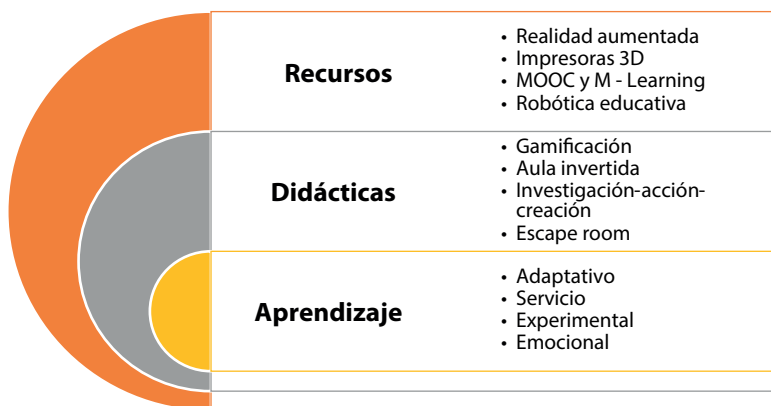 Recursos
• Realidad aumentada
• Impresoras 3D
• MOOC y M - Learning
• Robótica educativa
Didácticas
• Gamificación
• Aula invertida
• Investigación-acción-
creación
• Escape room
Aprendizaje
• Adaptativo
• Servicio
• Experimental
• Emocional